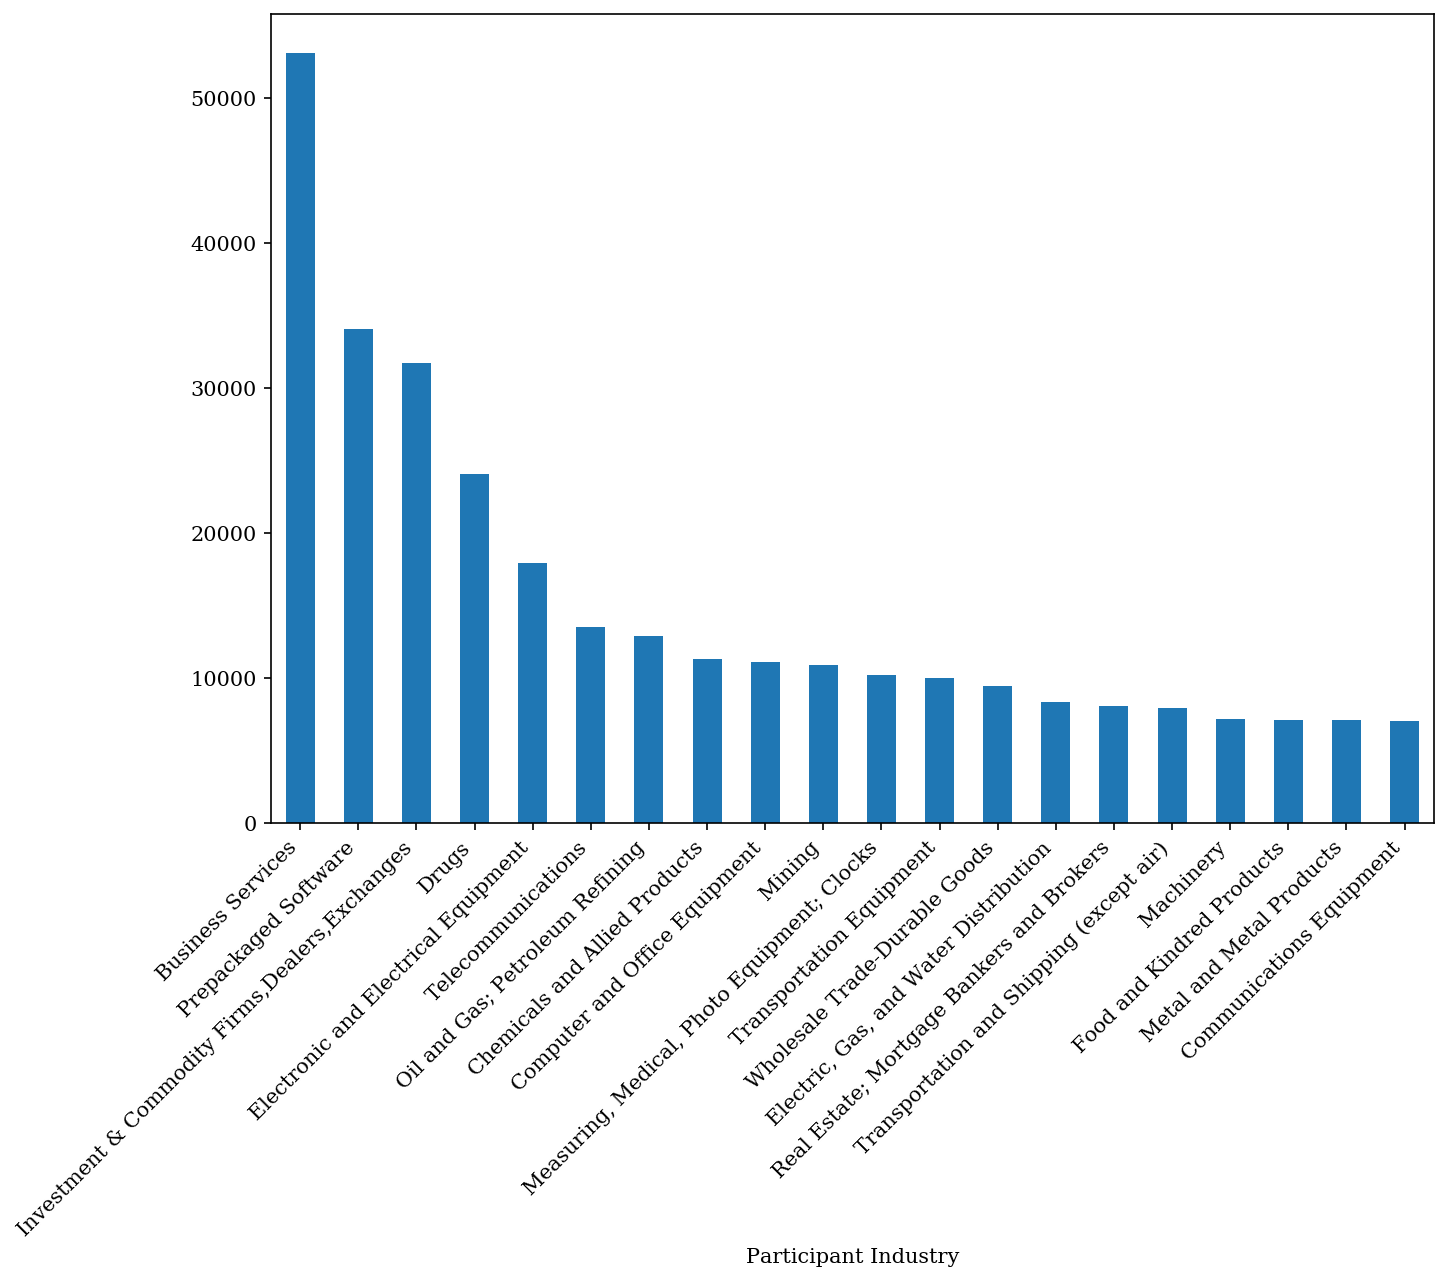 50000
40000
30000
20000
10000
0
Business Services
Prepackaged Software
Investment & Commodity Firms,Dealers,Exchanges
Drugs
Electronic and Electrical Equipment
Telecommunications
Oil and Gas; Petroleum Refining
Chemicals and Allied Products
Computer and Office Equipment
Mining
Measuring, Medical, Photo Equipment; Clocks
Transportation Equipment
Wholesale Trade-Durable Goods
Electric, Gas, and Water Distribution
Real Estate; Mortgage Bankers and Brokers
Transportation and Shipping (except air)
Machinery
Food and Kindred Products
Metal and Metal Products
Communications Equipment
Participant Industry